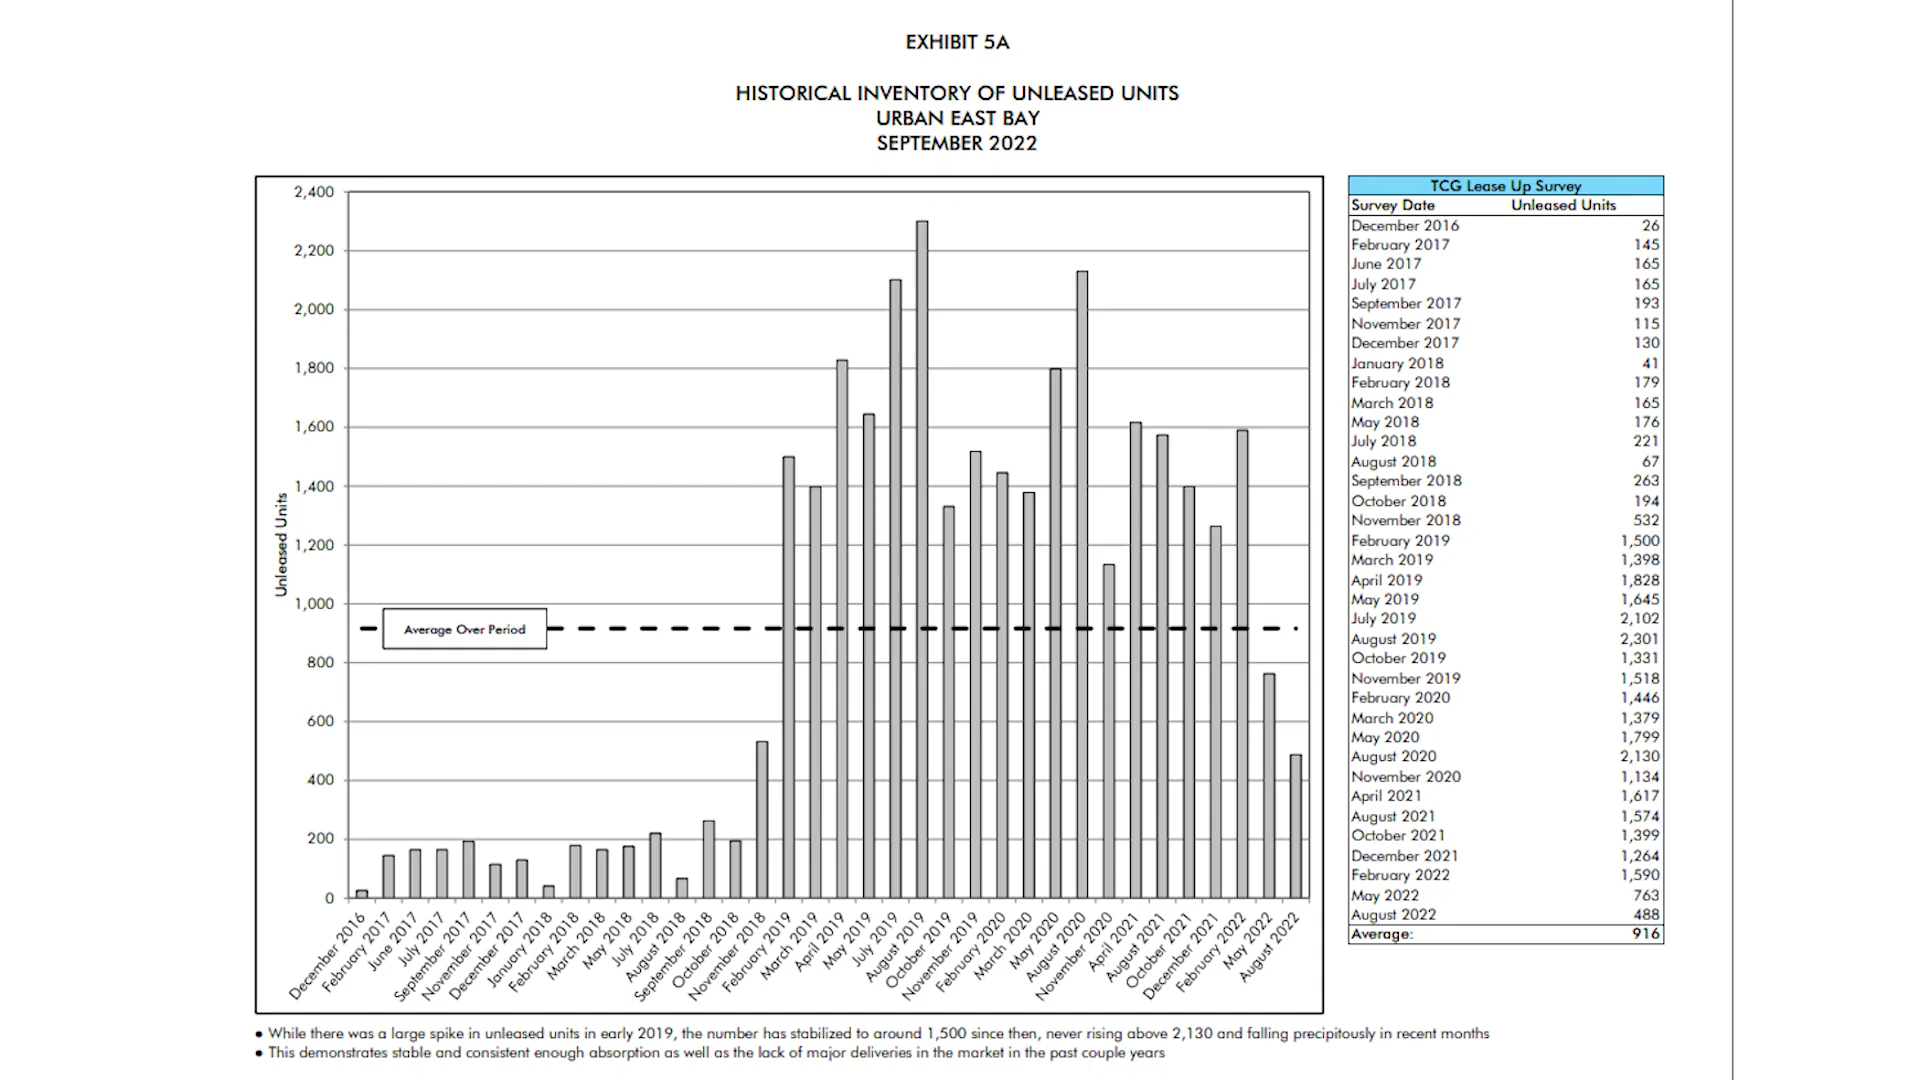 EXHIBIT 5A
HISTORICAL INVENTORY OF UNLEASED UNITS
URBAN EAST BAY
SEPTEMBER 2022
2,400
2,200
2,000
1,800
1,600
1,400
1,200
1,000
800
600
400
200
0
Unleased Units
Average Over Period
December 2016
February 2017
June 2017
July 2017
September 2017
November 2017
December 2017
January 2018
February 2018
March 2018
May 2018
July 2018
August 2018
September 2018
October 2018
November 2018
February 2019
March 2019
April 2019
May 2019
July 2019
August 2019
October 2019
November 2019
February 2020
March 2020
May 2020
August 2020
November 2020
April 2021
August 2021
October 2021
December 2021
February 2022
May 2022
August 2022
TCG Lease Up Survey
Survey Date Unleased Units
December 2016 26
February 2017 145
June 2017 165
July 2017 165
September 2017 193
November 2017 115
December 2017 130
January 2018 41
February 2018 179
March 2018 165
May 2018 176
July 2018 221
August 2018 67
September 2018 263
October 2018 194
November 2018 532
February 2019 1,500
March 2019 1,398
April 2019 1,828
May 2019 1,645
July 2019 2,102
August 2019 2,301
October 2019 1,331
November 2019 1,518
February 2020 1,446
March 2020 1,379
May 2020 1,799
August 2020 2,130
November 2020 1,134
April 2021 1,617
August 2021 1,574
October 2021 1,399
December 2021 1,264
February 2022 1,590
May 2022 763
August 2022 488
Average: 916
● While there was a large spike in unleased units in early 2019, the number has stabilized to around 1,500 since then, never rising above 2,130 and falling precipitously in recent months
● This demonstrates stable and consistent enough absorption as well as the lack of major deliveries in the market in the past couple years